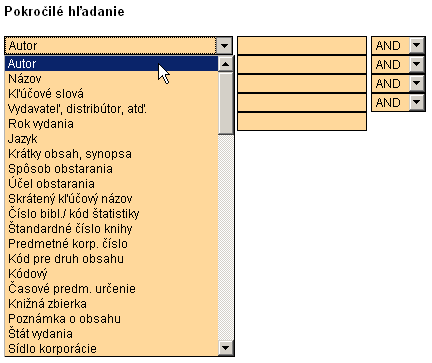 Pokročilé hľadanie
Autor AND
Autor AND
Názov
Kľúčové slová AND
Vydavateľ, distribútor, atď. AND
Rok vydania
Jazyk
Krátky obsah, synopsa
Spôsob obstarania
Účel obstarania
Skrátený kľúčový názov
Číslo bibl./ kód štatistiky
Štandardné číslo knihy
Predmetné korp. číslo
Kód pre druh obsahu
Kódový
Časové predm. určenie
Knižná zbierka
Poznámka o obsahu
Štát vydania
Sídlo korporácie